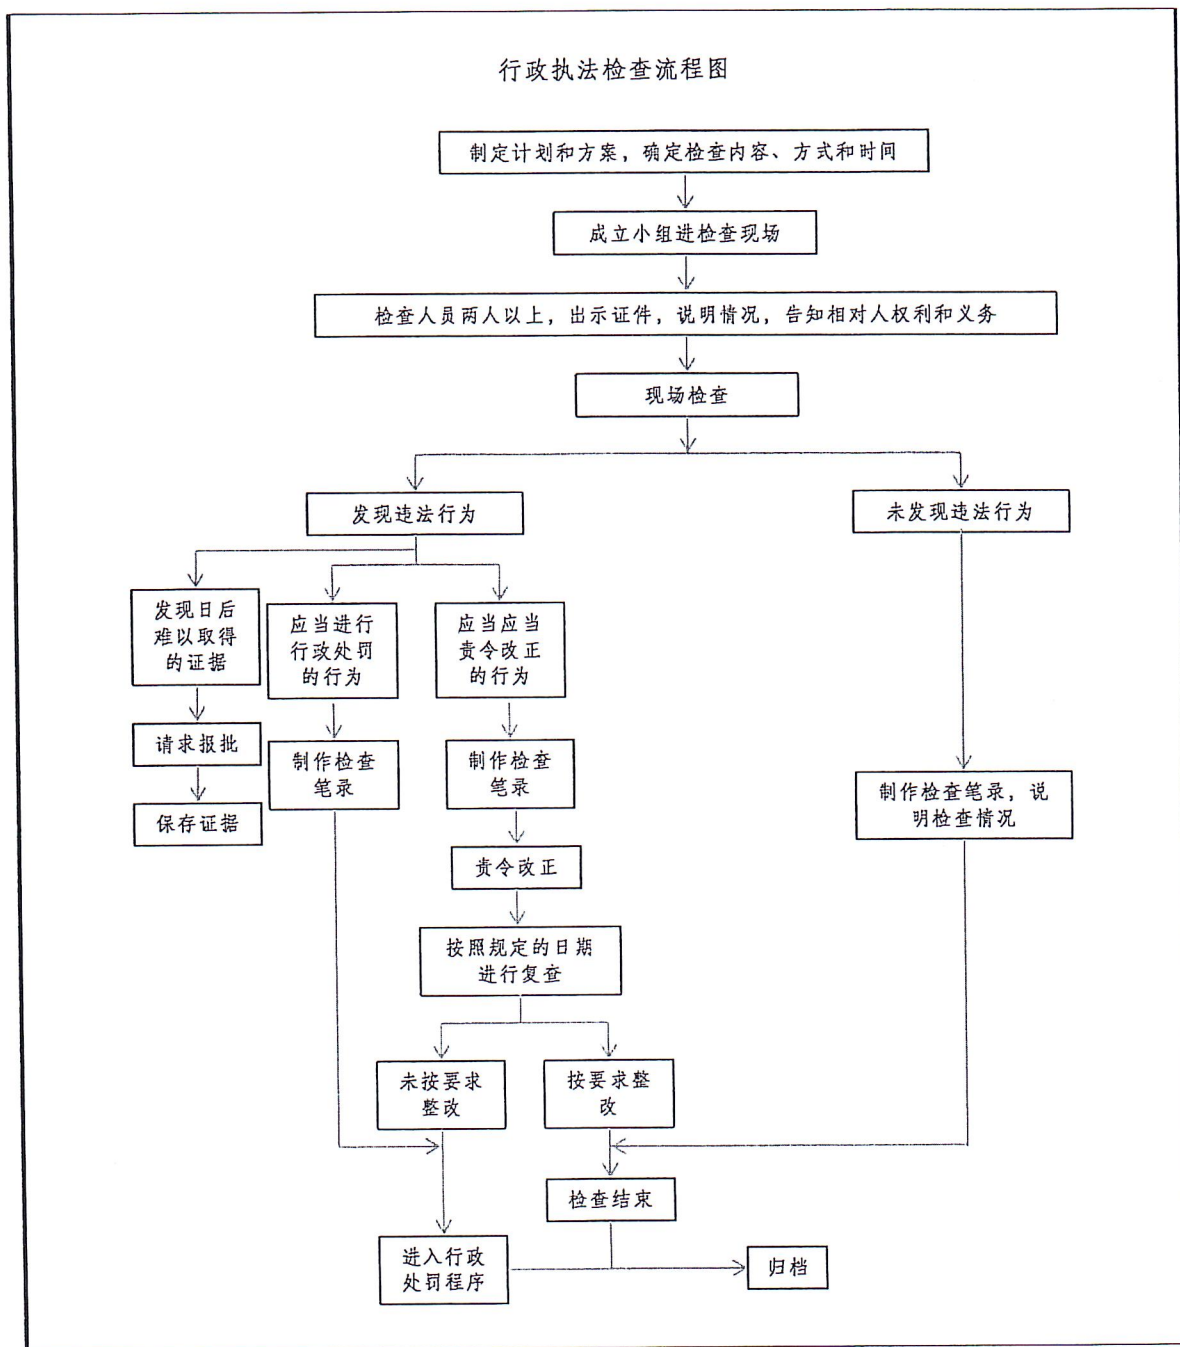 行政执法检查流程图
制定计划和方案，确定检查内容、方式和时间
成立小组进检查现场
检查人员两人以上，出示证件，说明情况，告知相对人权利和义务
现场检查
发现违法行为
未发现违法行为
发现日后
难以取得
的证据
应当进行
行政处罚
的行为
应当应当
责令改正
的行为
请求报批
制作检查
笔录
制作检查
笔录
保存证据
制作检查笔录，说
明检查情况
责令改正
按照规定的日期
进行复查
未按要求
整改
按要求整
改
检查结束
进入行政
处罚程序
归档